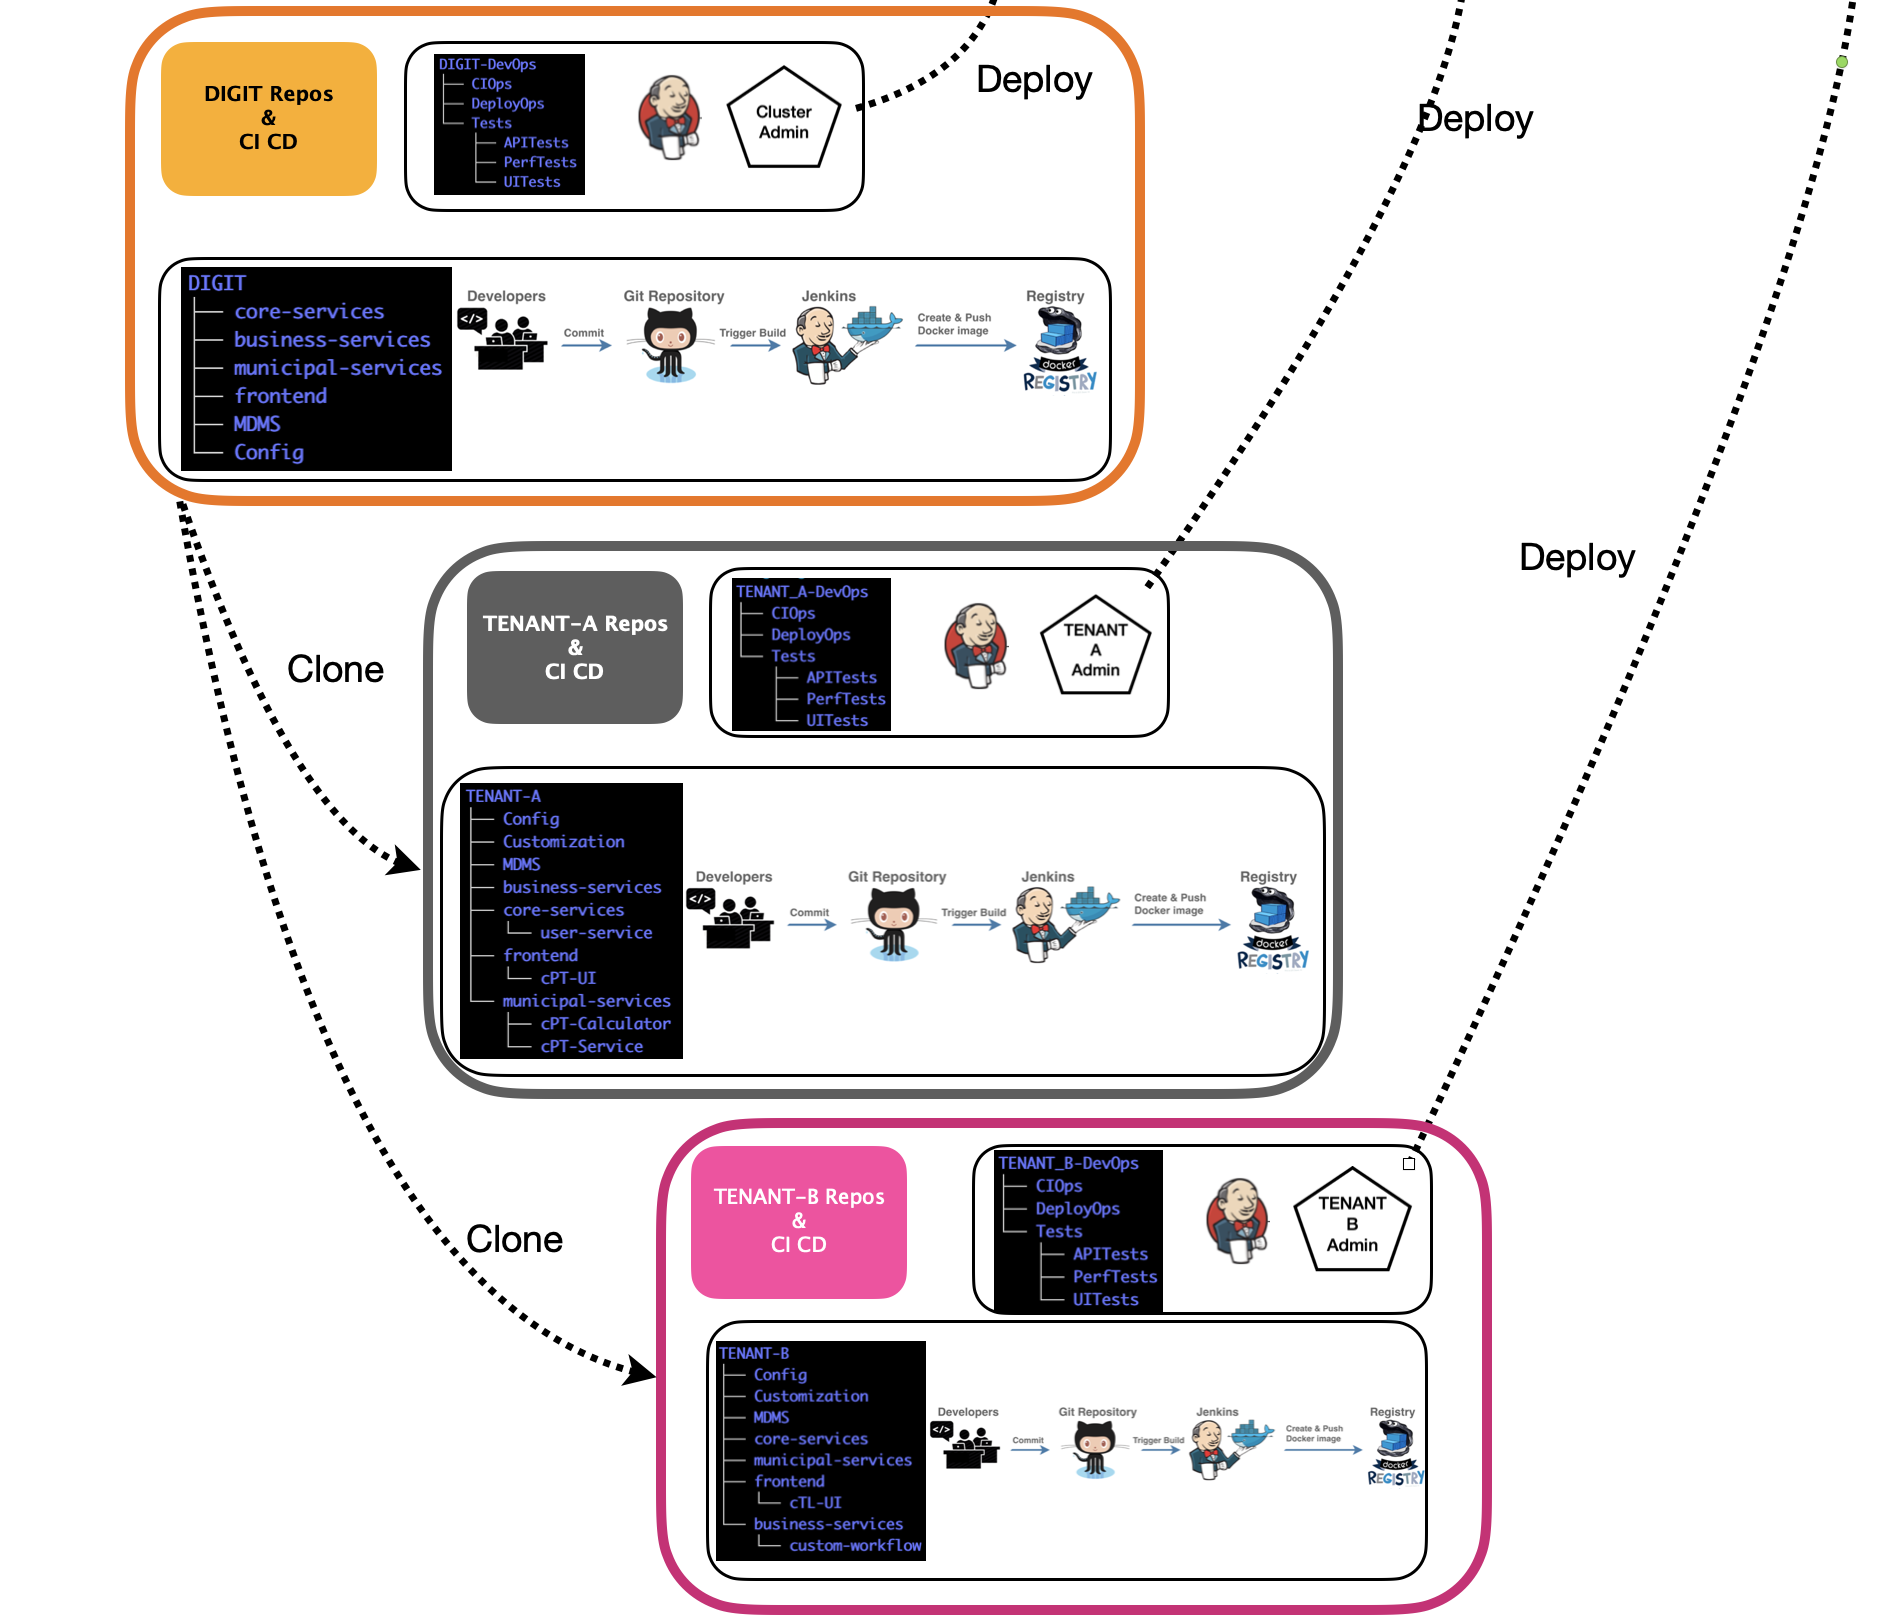 DIGIT Repos
&
CI CD
DIGIT-DevOps
CIOps
DeployOps
Tests
APITests
PerfTests
UITests
Cluster
Admin
Deploy
Deploy
Deploy
DIGIT
core-services
business-services
municipal-services
frontend
MDMS
Config
Developers
</>
Commit
Git Repository
Trigger Build
Jenkins
Create & Push
Docker image
Registry
docker
REGISTRY
Clone
Clone
TENANT-A Repos
&
CI CD
TENANT_A-DevOps
CIOps
DeployOps
Tests
APITests
PerfTests
UITests
TENANT
A
Admin
TENANT-A
Config
Customization
MDMS
business-services
core-services
user-service
frontend
cPT-UI
municipal-services
cPT-Calculator
cPT-Service
Developers
</>
Commit
Git Repository
Trigger Build
Jenkins
Create & Push
Docker image
Registry
docker
REGISTRY
TENANT-B Repos
&
CI CD
TENANT_B-DevOps
CIOps
DeployOps
Tests
APITests
PerfTests
UITests
TENANT
B
Admin
TENANT-B
Config
Customization
MDMS
core-services
municipal-services
frontend
cTL-UI
business-services
custom-workflow
Developers
</>
Commit
Git Repository
Trigger Build
Jenkins
Create & Push
Docker image
Registry
docker
REGISTRY